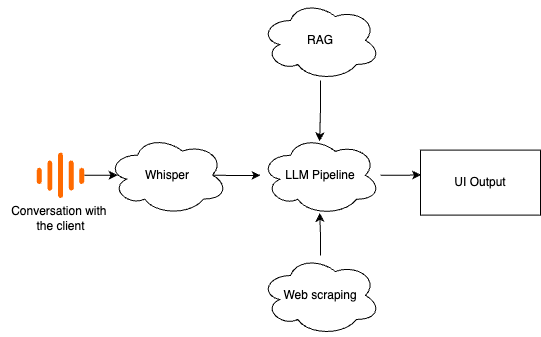 RAG
Whisper
LLM Pipeline
UI Output
Conversation with
the client
Web scraping